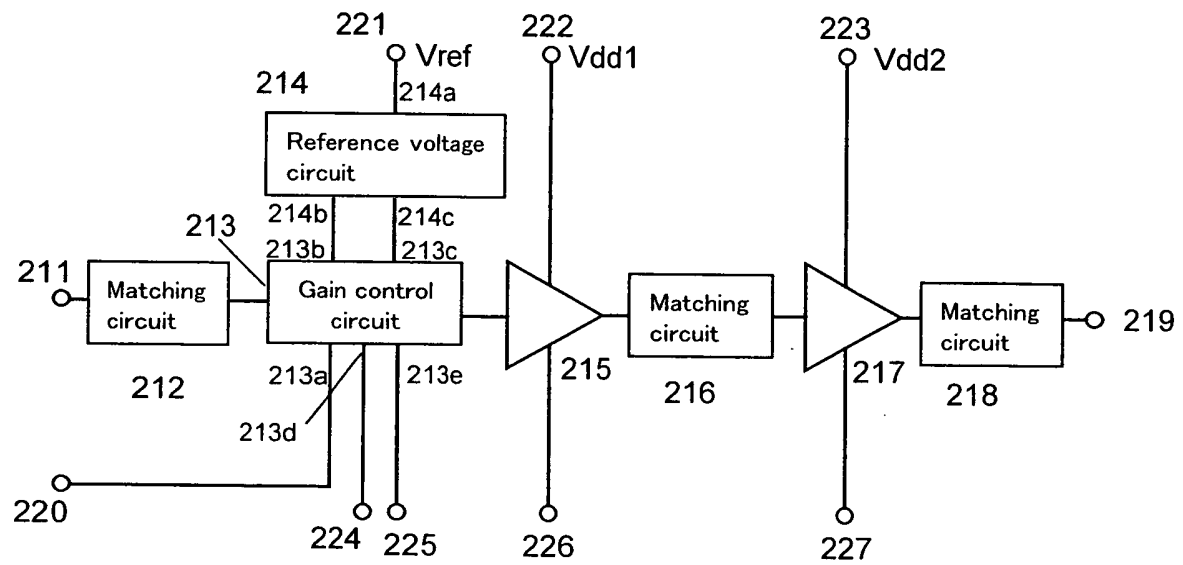 221
222
223
Vref
Vdd1
Vdd2
214
214a
Reference voltage
circuit
214b
214c
213
213b
213c
211
Matching
circuit
Gain control
circuit
Matching
circuit
Matching
circuit
219
212
213a
213e
215
216
217
218
213d
220
224
225
226
227